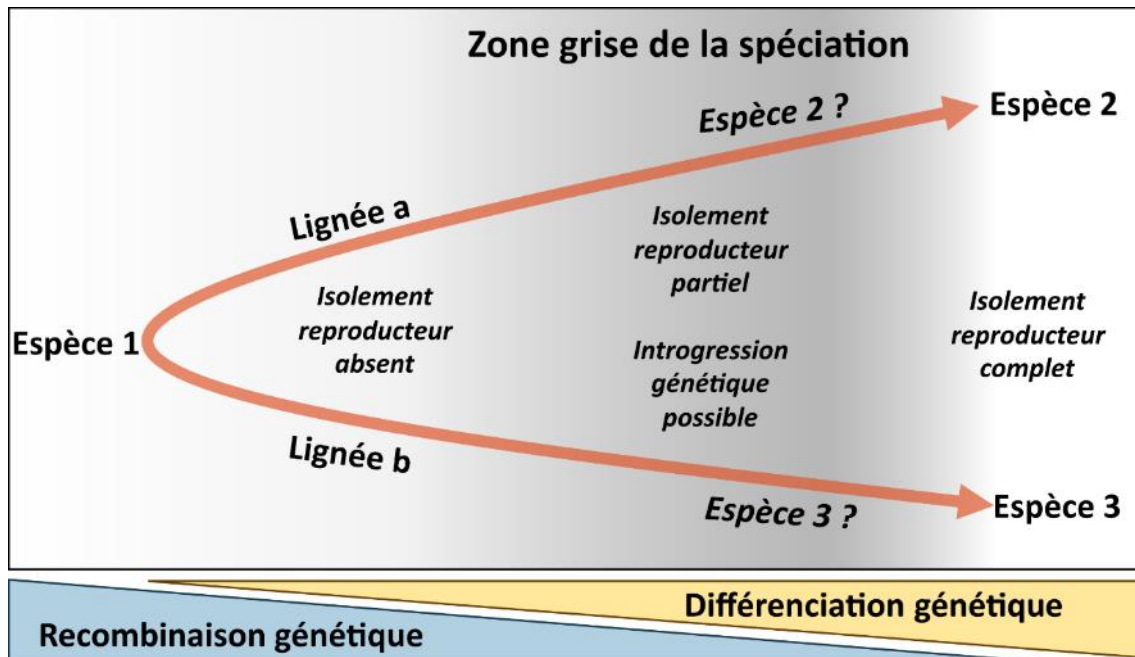 Zone grise de la spéciation
Espèce 2 ?
Espèce 2
Lignée a
Isolement
reproducteur
partiel
Isolement
reproducteur
absent
Espèce 1
Introgression
génétique
possible
Isolement
reproducteur
complet
Lignée b
Espèce 3 ?
Espèce 3
Différenciation génétique
Recombinaison génétique